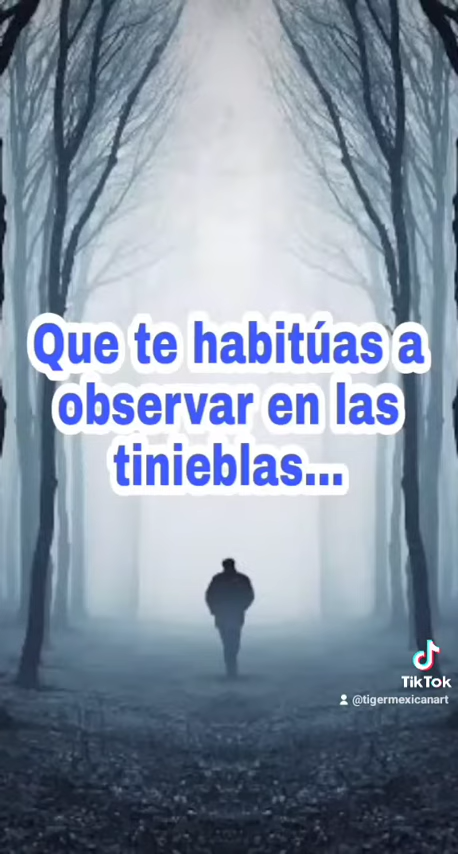 Que te habitúas a
observar en las
tinieblas...
TikTok
@tigermexicanart